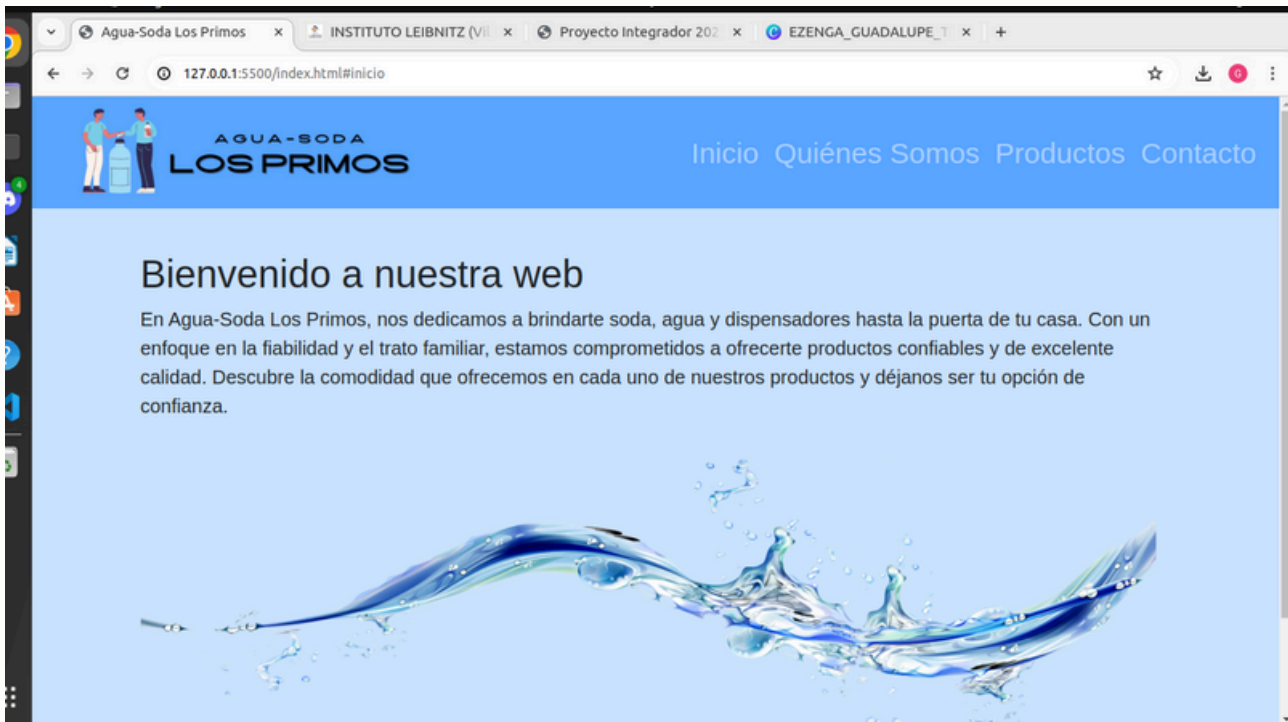 Agua-Soda Los Primos
INSTITUTO LEIBNITZ (Vi
Proyecto Integrador 202
EZENGA_GUADALUPE_T
127.0.0.1:5500/index.html#inicio
G
4
AGUA-SODA
LOS PRIMOS
Inicio Quiénes Somos Productos Contacto
Bienvenido a nuestra web
En Agua-Soda Los Primos, nos dedicamos a brindarte soda, agua y dispensadores hasta la puerta de tu casa. Con un
enfoque en la fiabilidad y el trato familiar, estamos comprometidos a ofrecerte productos confiables y de excelente
calidad. Descubre la comodidad que ofrecemos en cada uno de nuestros productos y déjanos ser tu opción de
confianza.